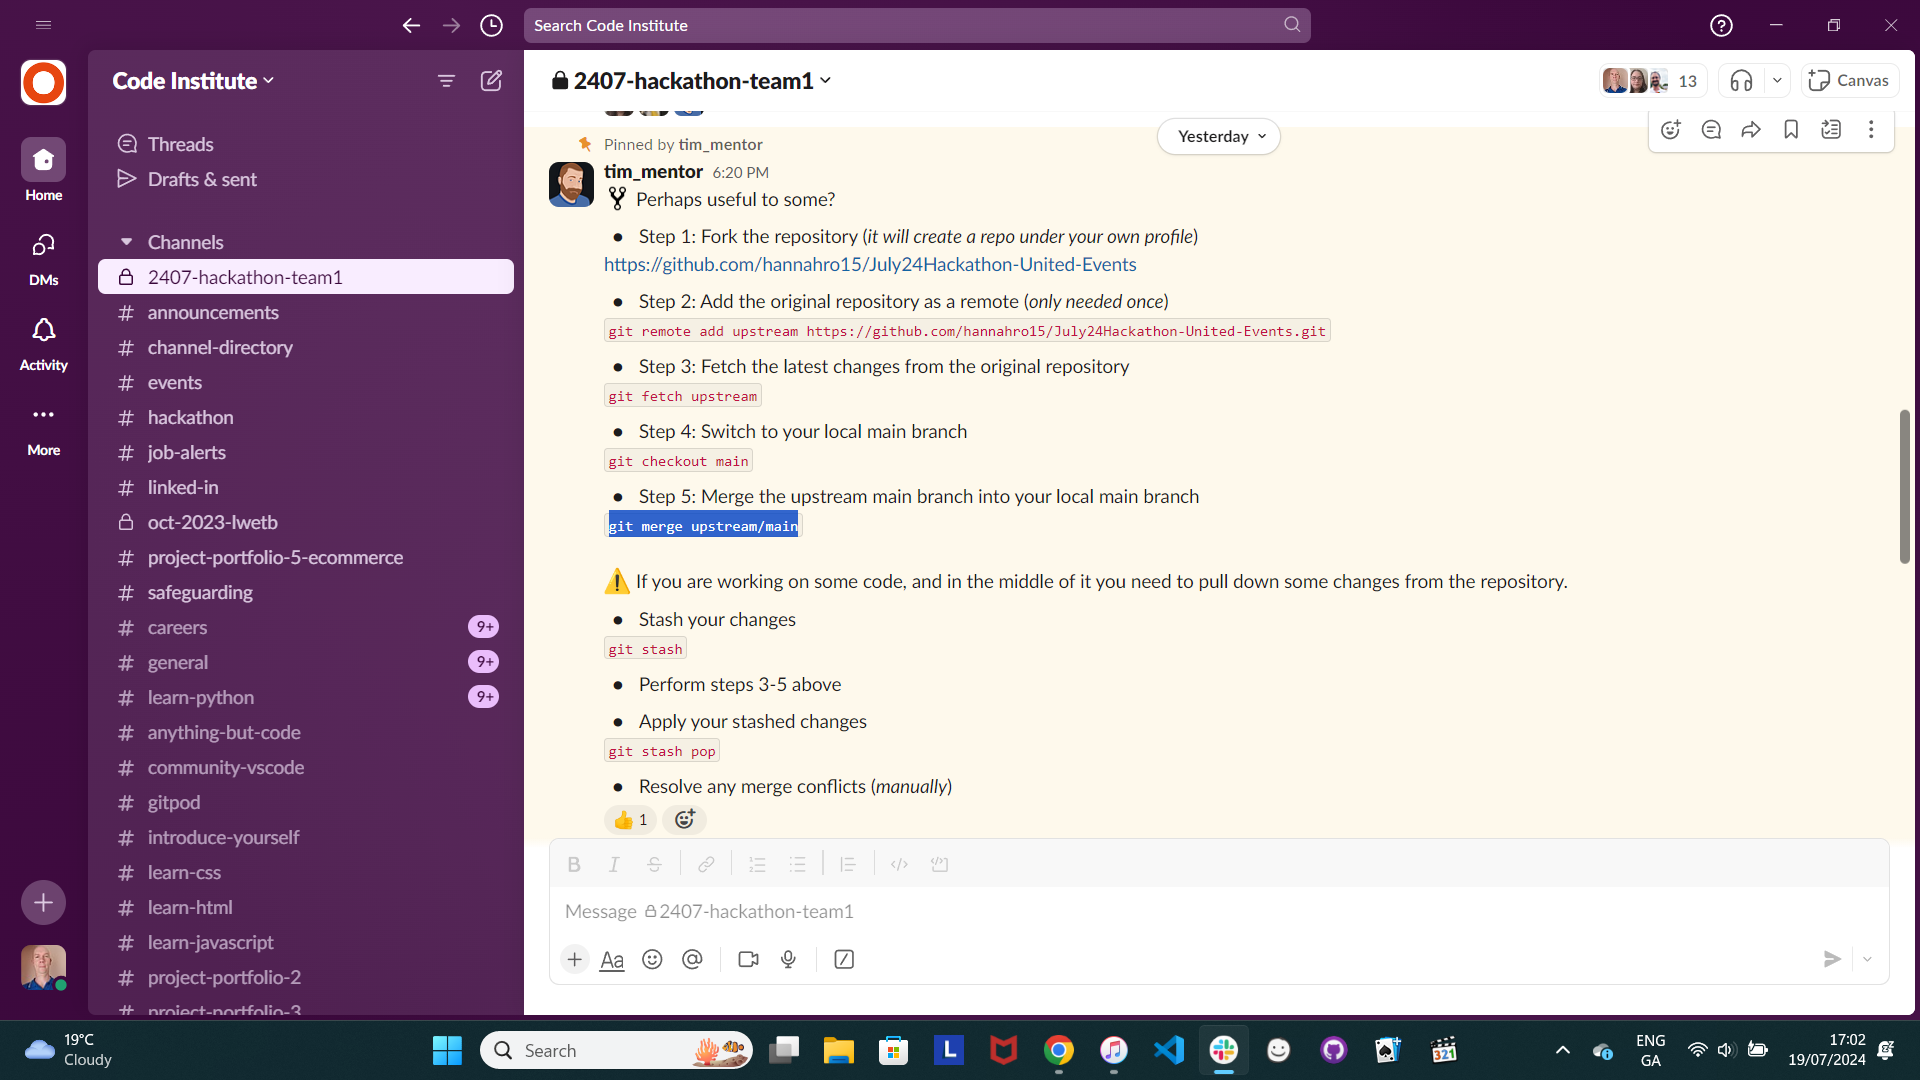 Search Code Institute
Code Institute
2407-hackathon-team1
13
Canvas
Home
DMs
Activity
More
Threads
Drafts & sent
Channels
2407-hackathon-team1
announcements
channel-directory
events
hackathon
job-alerts
linked-in
oct-2023-lwetb
project-portfolio-5-ecommerce
safeguarding
careers 9+
general 9+
learn-python 9+
anything-but-code
community-vscode
gitpod
introduce-yourself
learn-css
learn-html
learn-javascript
project-portfolio-2
project-portfolio-3
Yesterday
Pinned by tim_mentor
tim_mentor 6:20 PM
Perhaps useful to some?
• Step 1: Fork the repository (it will create a repo under your own profile)
https://github.com/hannahro15/July24Hackathon-United-Events
• Step 2: Add the original repository as a remote (only needed once)
git remote add upstream https://github.com/hannahro15/July24Hackathon-United-Events.git
• Step 3: Fetch the latest changes from the original repository
git fetch upstream
• Step 4: Switch to your local main branch
git checkout main
• Step 5: Merge the upstream main branch into your local main branch
git merge upstream/main
⚠️ If you are working on some code, and in the middle of it you need to pull down some changes from the repository.
• Stash your changes
git stash
• Perform steps 3-5 above
• Apply your stashed changes
git stash pop
• Resolve any merge conflicts (manually)
👍 1
B I S
Message 2407-hackathon-team1
Aa
19°C
Cloudy
Search
L
321
ENG
GA
17:02
19/07/2024